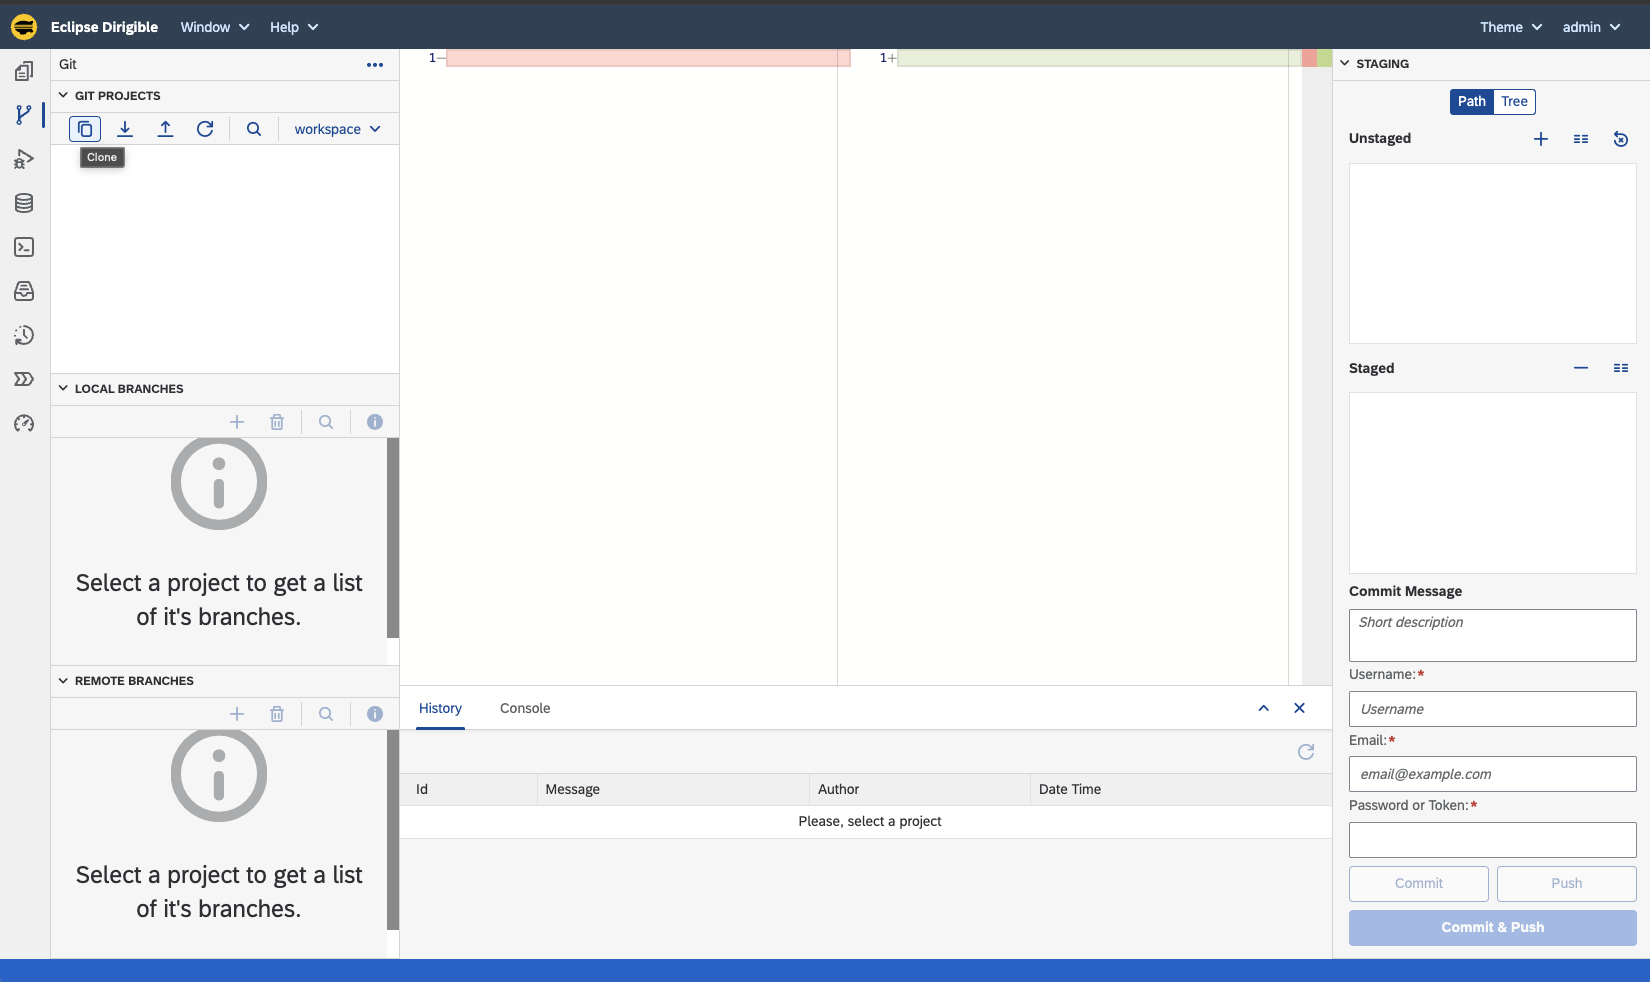 Eclipse Dirigible
Window
Help
Theme
admin
Git
GIT PROJECTS
workspace
Clone
LOCAL BRANCHES
Select a project to get a list
of it's branches.
REMOTE BRANCHES
Select a project to get a list
of it's branches.
1−
1+
History
Console
Id
Message
Author
Date Time
Please, select a project
STAGING
Path
Tree
Unstaged
Staged
Commit Message
Short description
Username:*
Username
Email:*
email@example.com
Password or Token:*
Commit
Push
Commit & Push